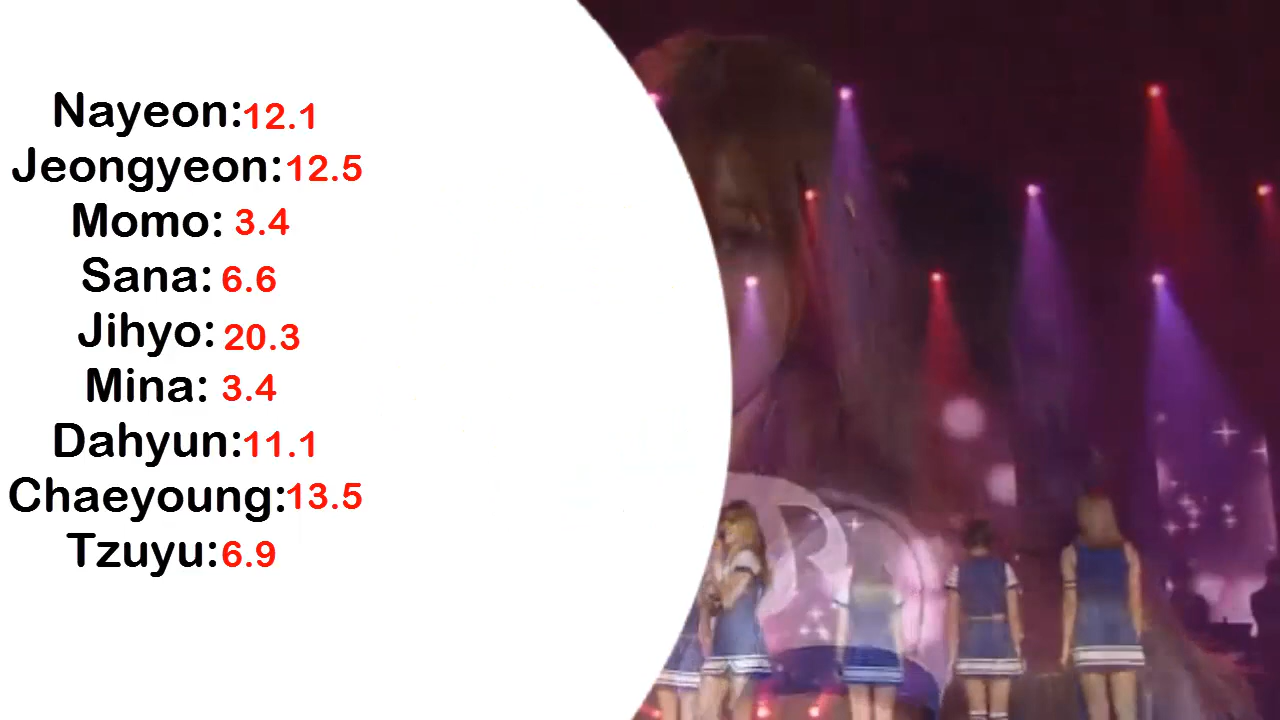 Nayeon:12.1
Jeongyeon:12.5
Momo: 3.4
Sana: 6.6
Jihyo: 20.3
Mina: 3.4
Dahyun:11.1
Chaeyoung:13.5
Tzuyu:6.9